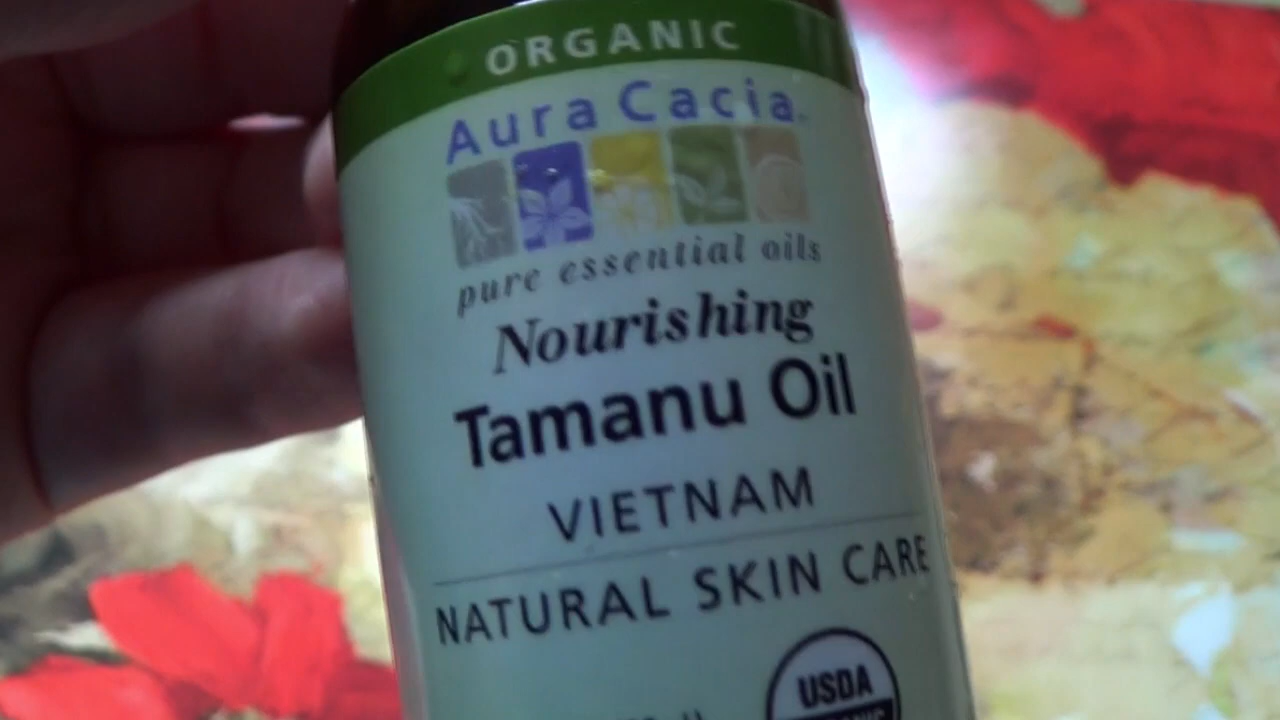 ORGANIC
Aura Cacia
pure essential oils
Nourishing
Tamanu Oil
VIETNAM
NATURAL SKIN CARE
USDA